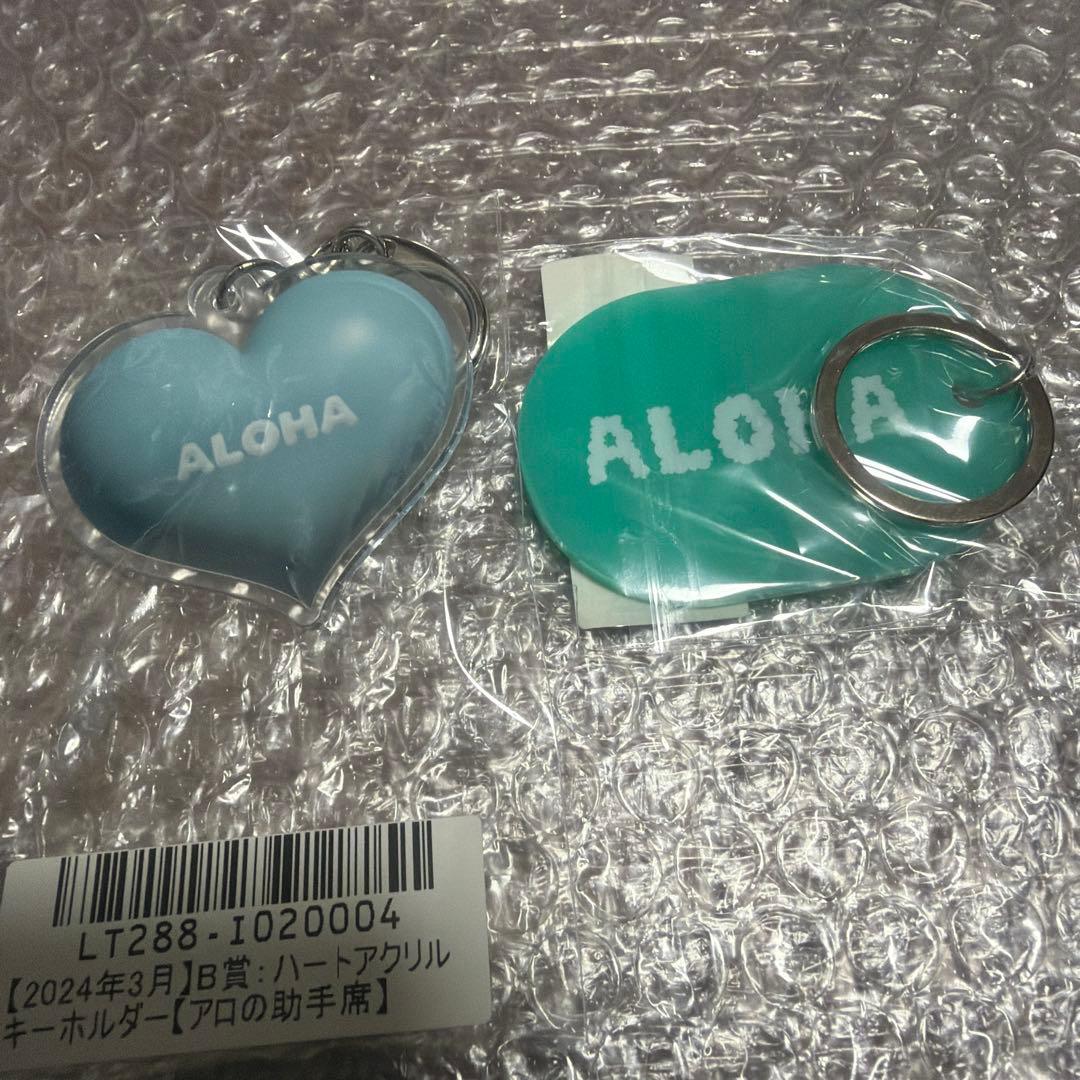 ALOHA
ALOHA
LT288-I020004
【2024年3月】B賞:ハートアクリル
キーホルダー【アロの助手席】